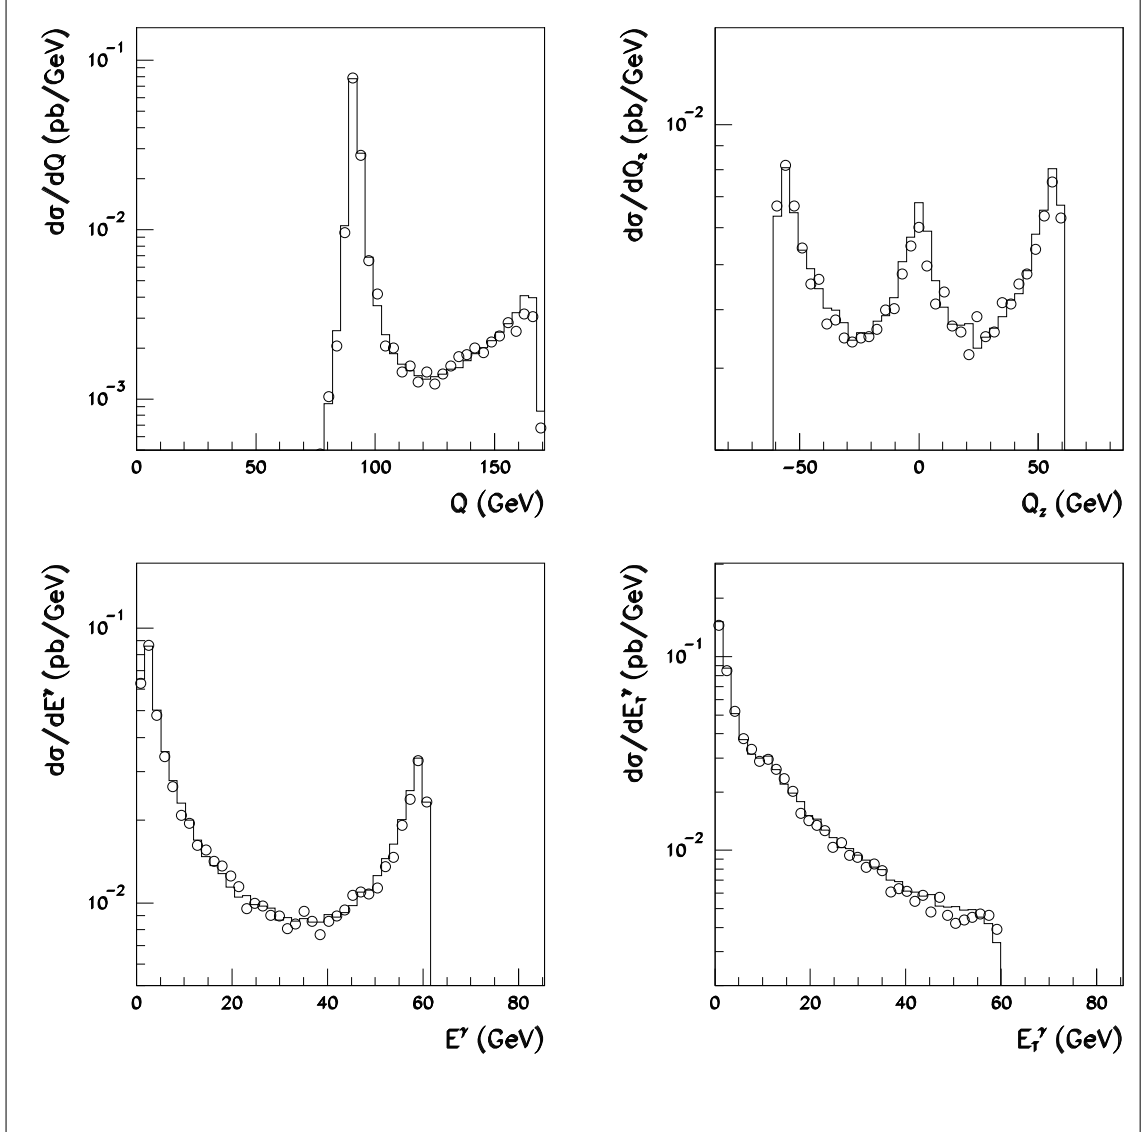 dσ/dQ (pb/GeV)
10⁻¹
10⁻²
10⁻³
0 50 100 150
Q (GeV)
dσ/dQ_z (pb/GeV)
10⁻²
−50 0 50
Q_z (GeV)
dσ/dE^γ (pb/GeV)
10⁻¹
10⁻²
0 20 40 60 80
E^γ (GeV)
dσ/dE_T^γ (pb/GeV)
10⁻¹
10⁻²
0 20 40 60 80
E_T^γ (GeV)